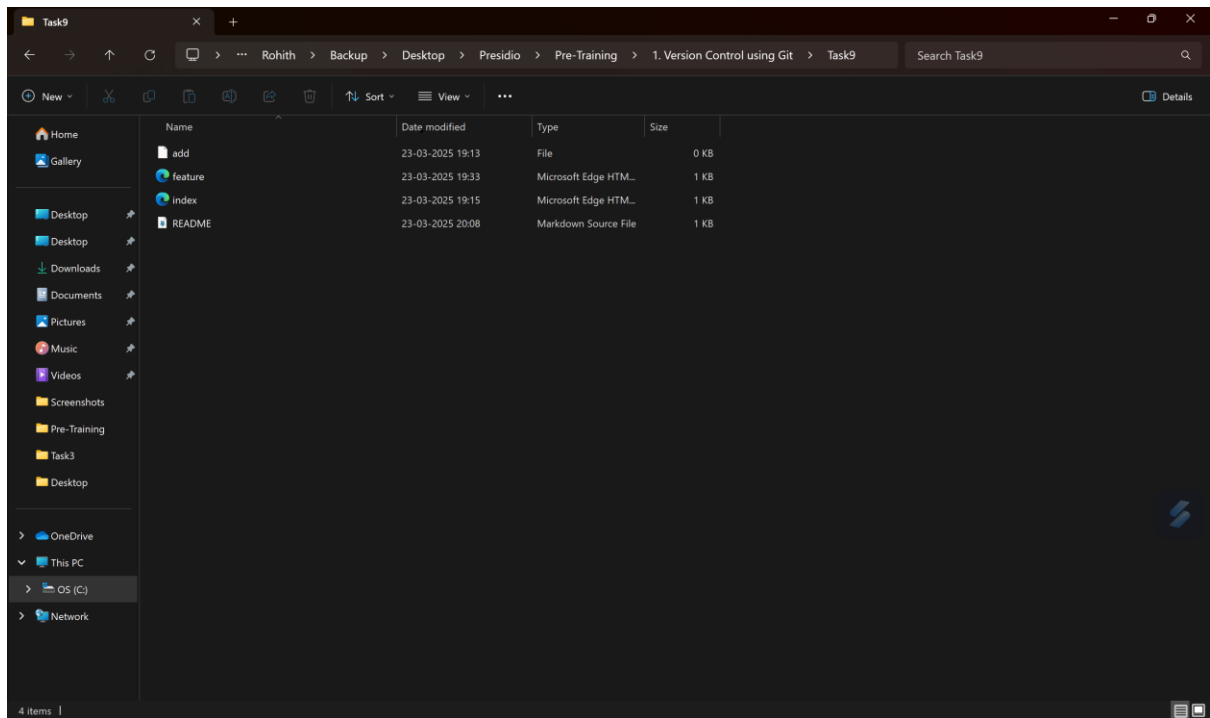 Task9
Rohith > Backup > Desktop > Presidio > Pre-Training > 1. Version Control using Git > Task9
Search Task9
New
Sort
View
Details
Name Date modified Type Size
add 23-03-2025 19:13 File 0 KB
feature 23-03-2025 19:33 Microsoft Edge HTM... 1 KB
index 23-03-2025 19:15 Microsoft Edge HTM... 1 KB
README 23-03-2025 20:08 Markdown Source File 1 KB
Home
Gallery
Desktop
Desktop
Downloads
Documents
Pictures
Music
Videos
Screenshots
Pre-Training
Task3
Desktop
OneDrive
This PC
OS (C:)
Network
4 items